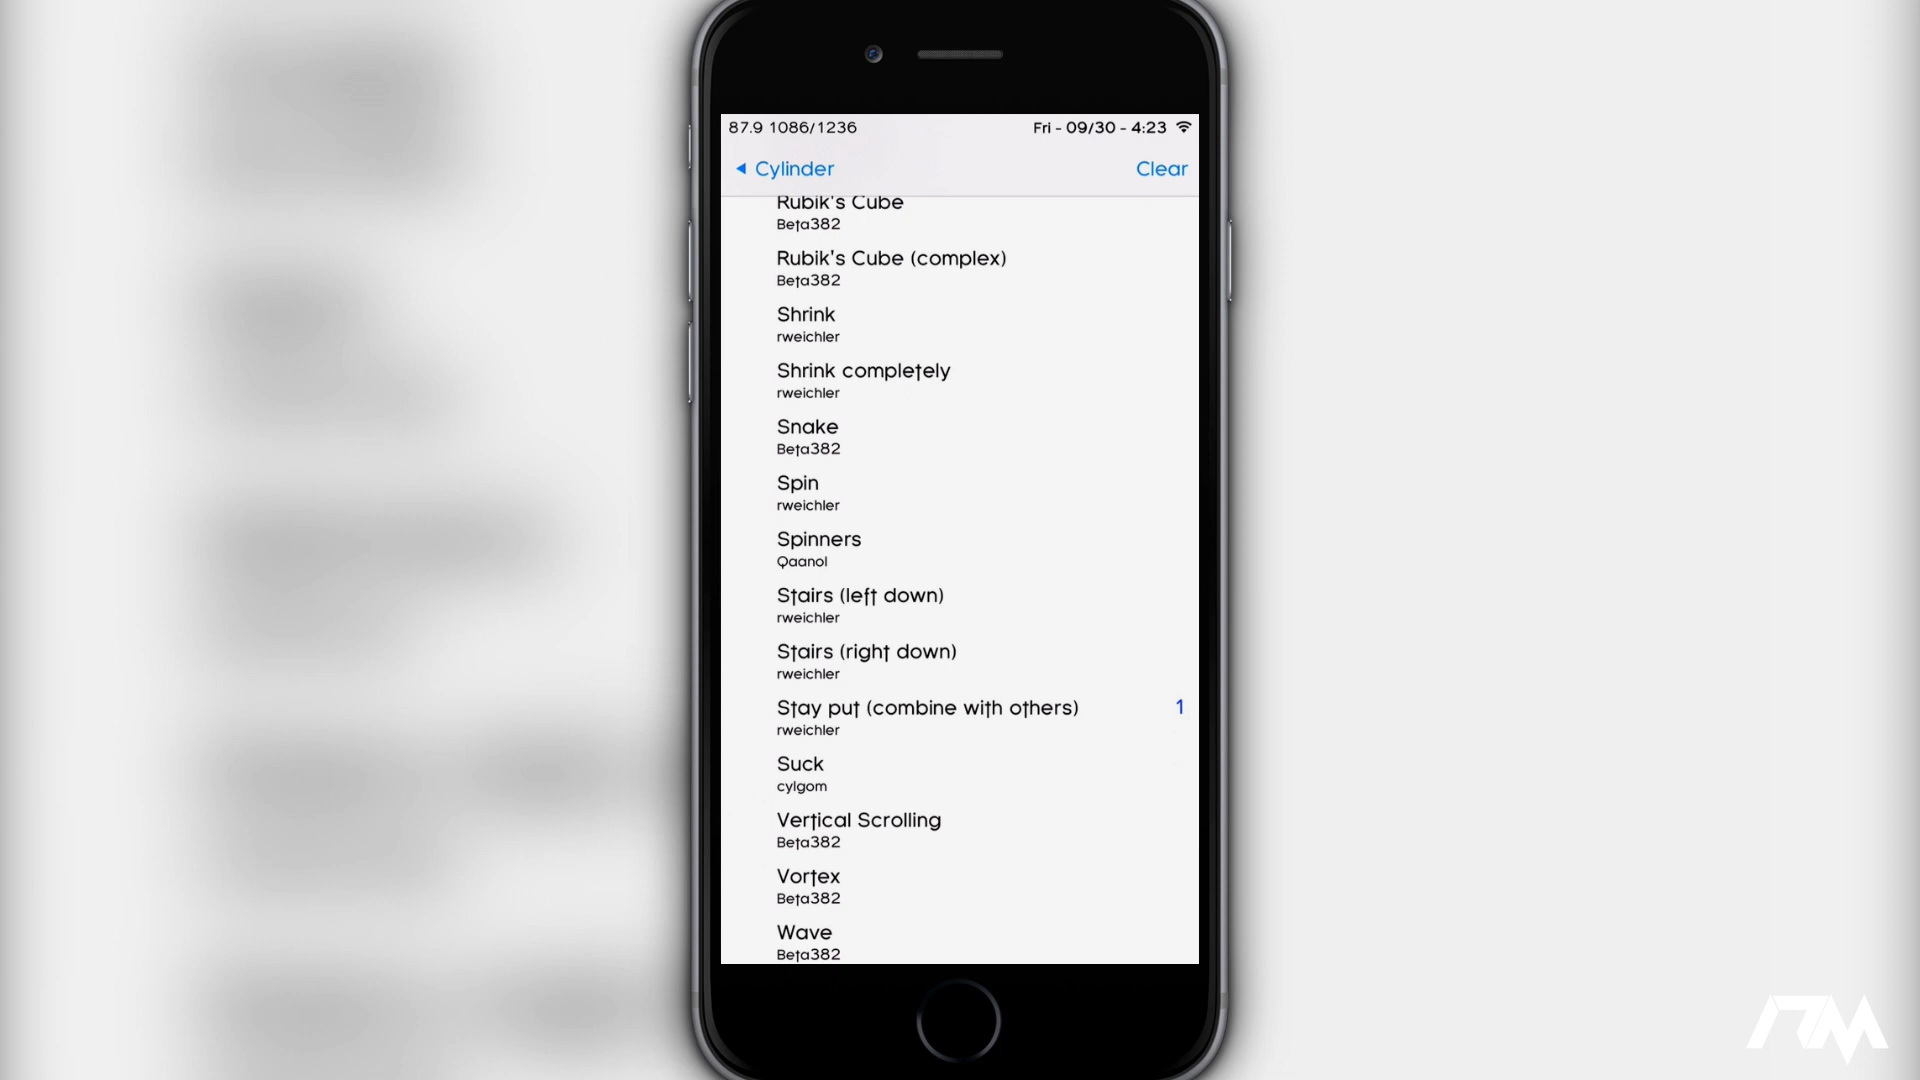 87.9 1086/1236
Fri - 09/30 - 4:23
Cylinder
Clear
Rubik's Cube
Beta382
Rubik's Cube (complex)
Beta382
Shrink
rweichler
Shrink completely
rweichler
Snake
Beta382
Spin
rweichler
Spinners
Qaanol
Stairs (left down)
rweichler
Stairs (right down)
rweichler
Stay put (combine with others)
1
rweichler
Suck
cylgom
Vertical Scrolling
Beta382
Vortex
Beta382
Wave
Beta382